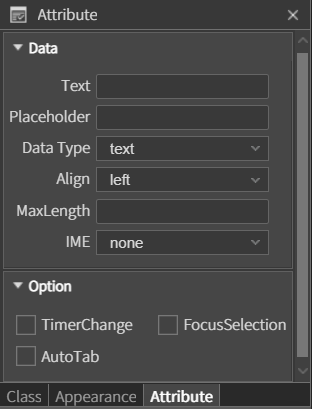 Attribute
Data
Text
Placeholder
Data Type text
Align left
MaxLength
IME none
Option
TimerChange FocusSelection
AutoTab
Class Appearance Attribute